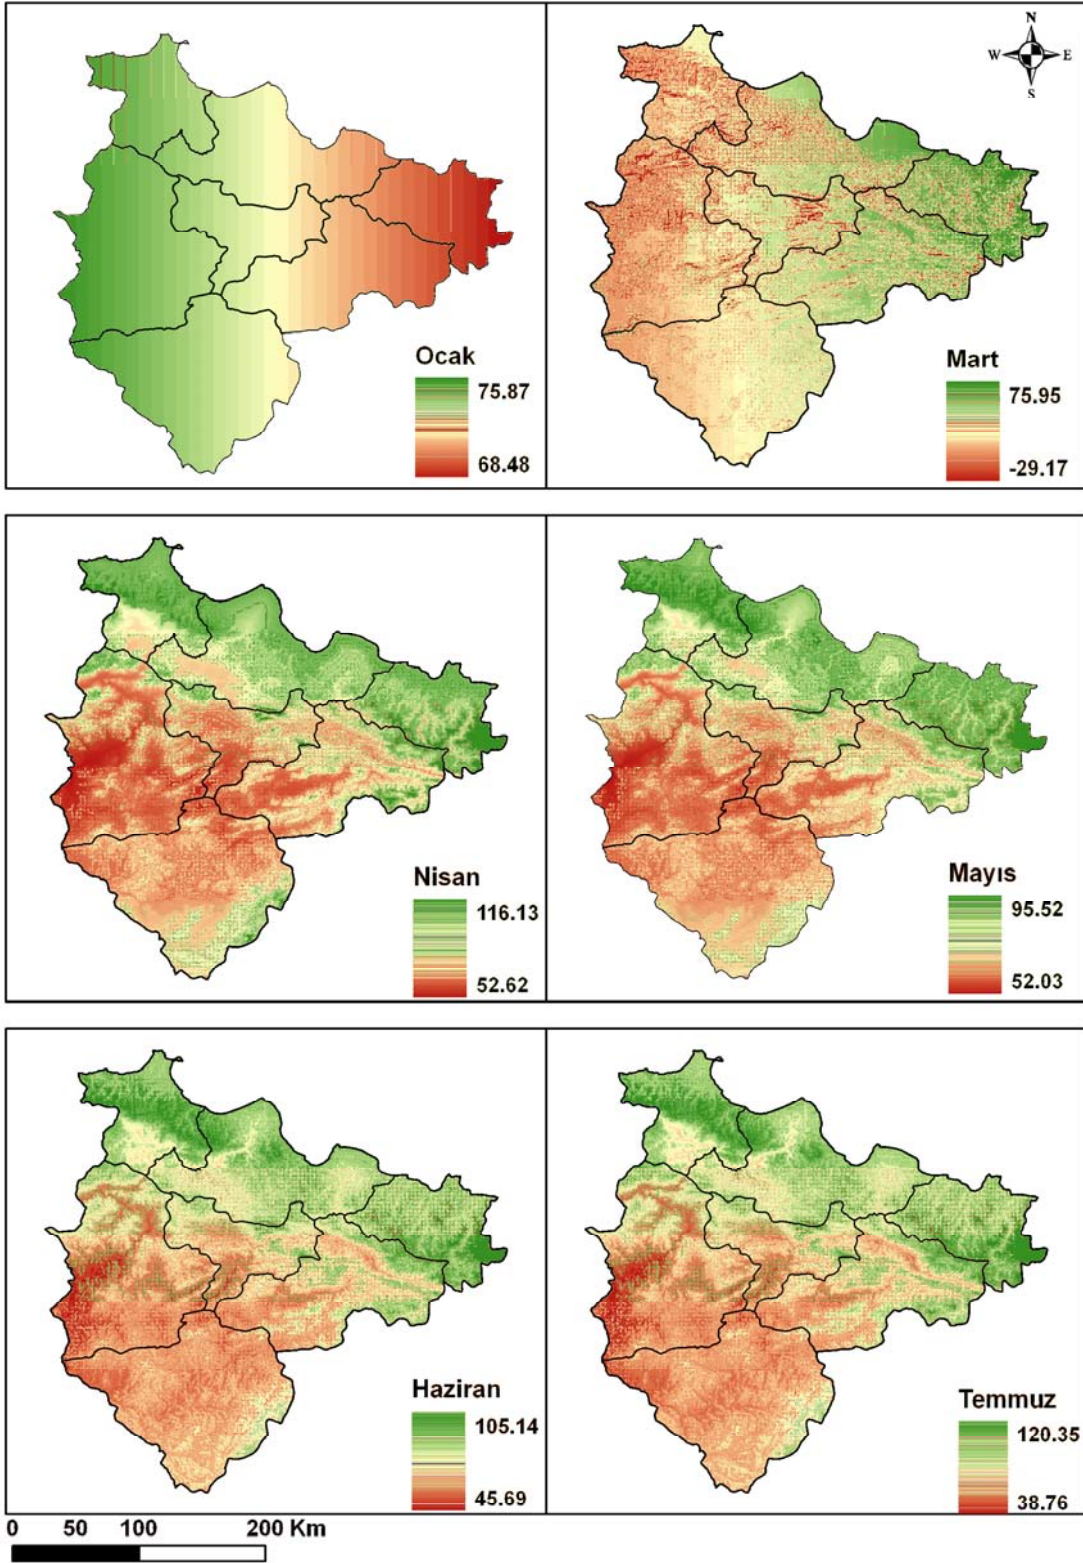 N
W E
S
Ocak
75.87
68.48
Mart
75.95
-29.17
Nisan
116.13
52.62
Mayıs
95.52
52.03
Haziran
105.14
45.69
Temmuz
120.35
38.76
0 50 100 200 Km